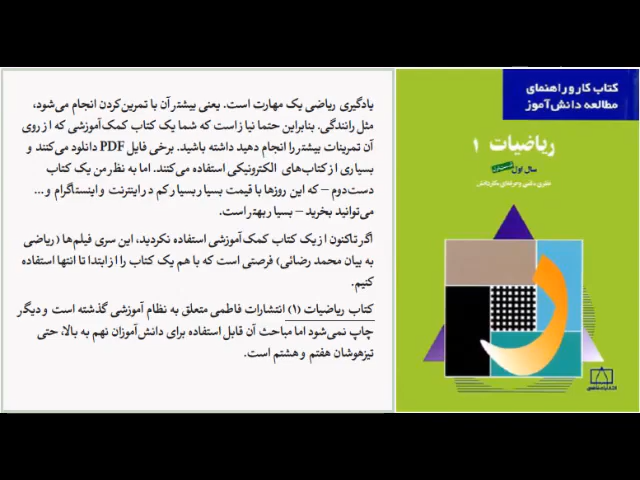 یادگیری ریاضی یک مهارت است. یعنی بیشتر آن با تمرین‌کردن انجام می‌شود،
مثل رانندگی. بنابراین حتما نیاز است که شما یک کتاب کمک‌آموزشی که از روی
آن تمرینات بیشتر را انجام دهید داشته باشید. برخی فایل PDF دانلود می‌کنند و
بسیاری از کتاب‌های الکترونیکی استفاده می‌کنند. اما به نظر من یک کتاب
دست‌دوم – که این روزها با قیمت بسیار بسیار کم در اینترنت و اینستاگرام و...
می‌توانید بخرید – بسیار بهتر است.
اگر تاکنون از یک کتاب کمک‌آموزشی استفاده نکردید، این سری فیلم‌ها (ریاضی
به بیان محمد رضائی) فرصتی است که با هم یک کتاب را از ابتدا تا انتها استفاده
کنیم.
کتاب ریاضیات (۱) انتشارات فاطمی متعلق به نظام آموزشی گذشته است و دیگر
چاپ نمی‌شود اما مباحث آن قابل استفاده برای دانش‌آموزان نهم به بالا، حتی
تیزهوشان هفتم و هشتم است.
کتاب کار و راهنمای
مطالعه دانش‌آموز
ریاضیات ۱
سال اول